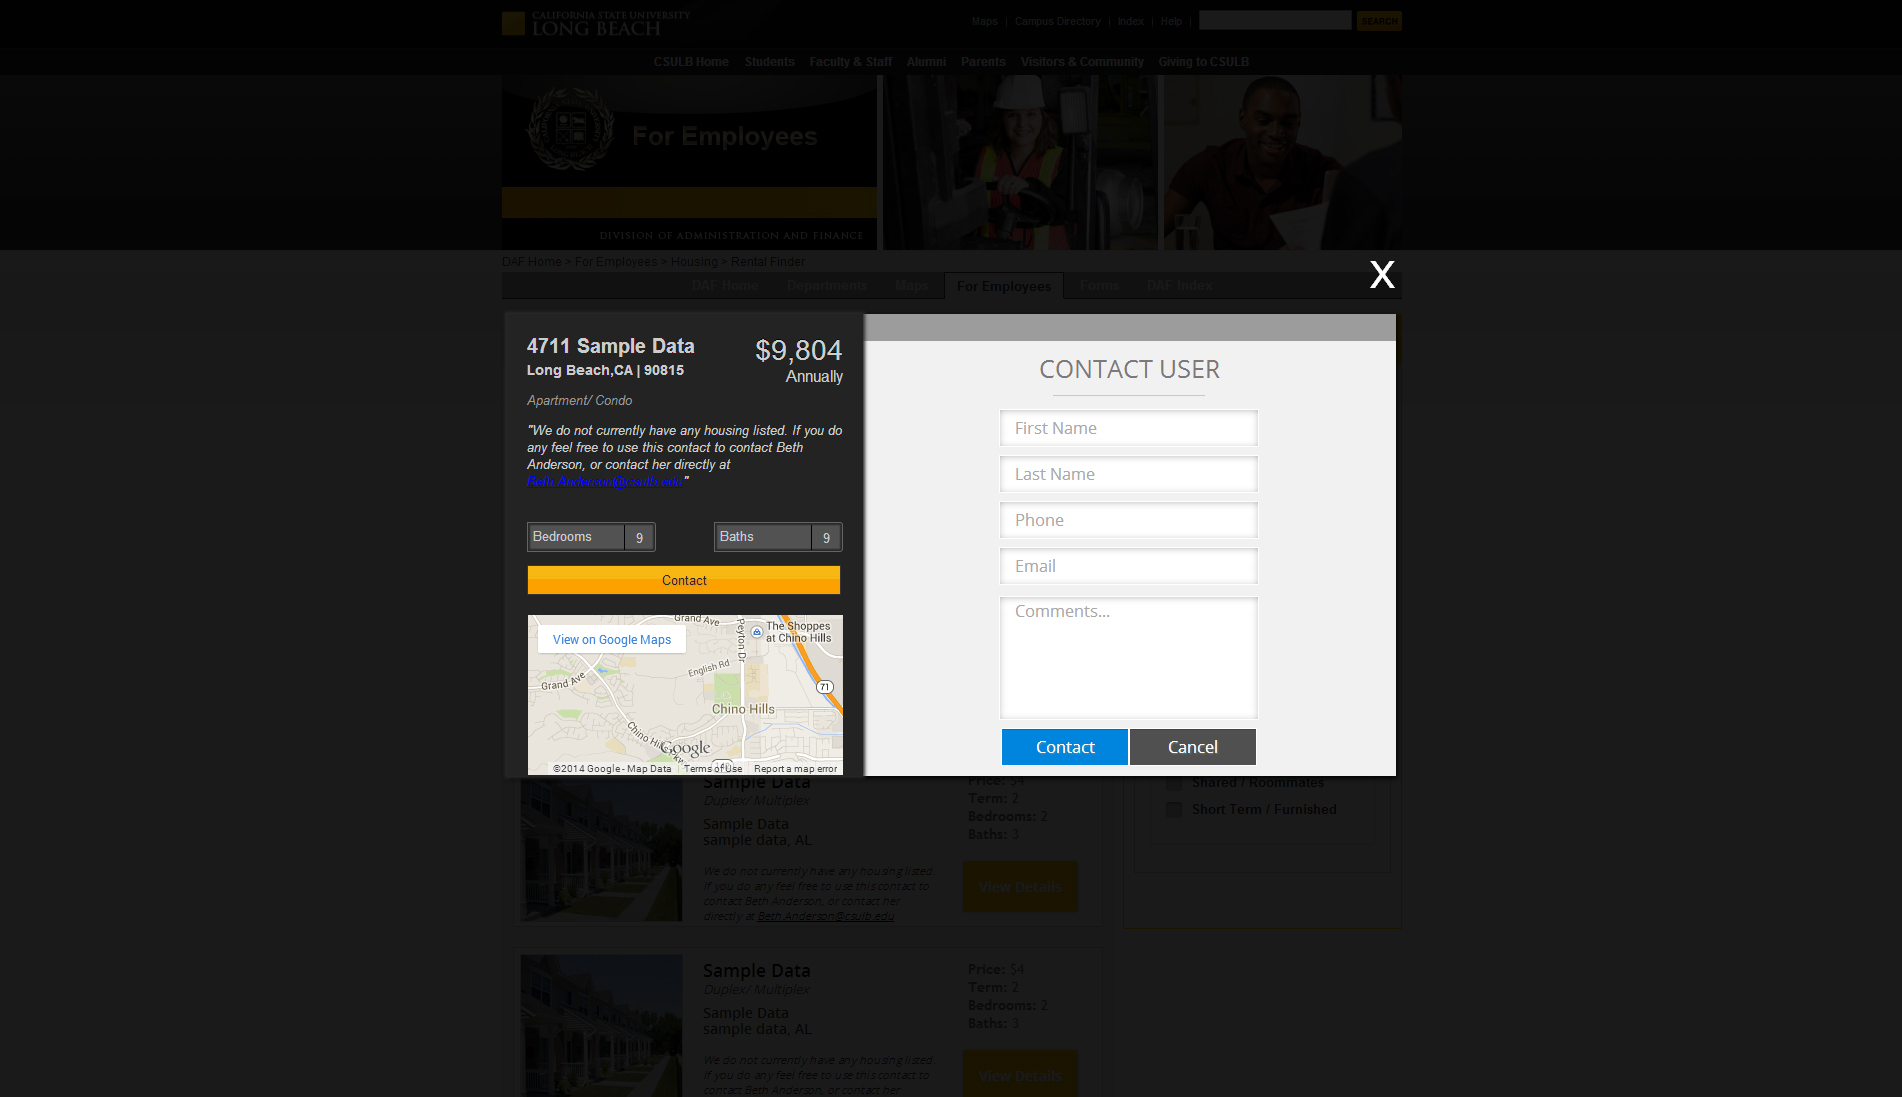 CALIFORNIA STATE UNIVERSITY
LONG BEACH
Maps | Campus Directory | Index | Help |
SEARCH
CSULB Home Students Faculty & Staff Alumni Parents Visitors & Community Giving to CSULB
For Employees
DIVISION OF ADMINISTRATION AND FINANCE
DAF Home > For Employees > Housing > Rental Finder
X
DAF Home Departments Maps For Employees Forms DAF Index
4711 Sample Data
$9,804
Long Beach,CA | 90815
Annually
Apartment/ Condo
"We do not currently have any housing listed. If you do
any feel free to use this contact to contact Beth
Anderson, or contact her directly at
Beth.Anderson@csulb.edu"
Bedrooms 9
Baths 9
Contact
Grand Ave
Peyton Dr
The Shoppes
at Chino Hills
View on Google Maps
English Rd
Grand Ave
71
Chino Hills
Google
©2014 Google - Map Data
Terms of Use
Report a map error
CONTACT USER
First Name
Last Name
Phone
Email
Comments...
Contact
Cancel
Shared / Roommates
Short Term / Furnished
Sample Data
Duplex/ Multiplex
Sample Data
sample data, AL
Price: $4
Term: 2
Bedrooms: 2
Baths: 3
We do not currently have any housing listed.
If you do any feel free to use this contact to
contact Beth Anderson, or contact her
directly at Beth.Anderson@csulb.edu
View Details
Sample Data
Duplex/ Multiplex
Sample Data
sample data, AL
Price: $4
Term: 2
Bedrooms: 2
Baths: 3
We do not currently have any housing listed.
If you do any feel free to use this contact to
contact Beth Anderson, or contact her
View Details